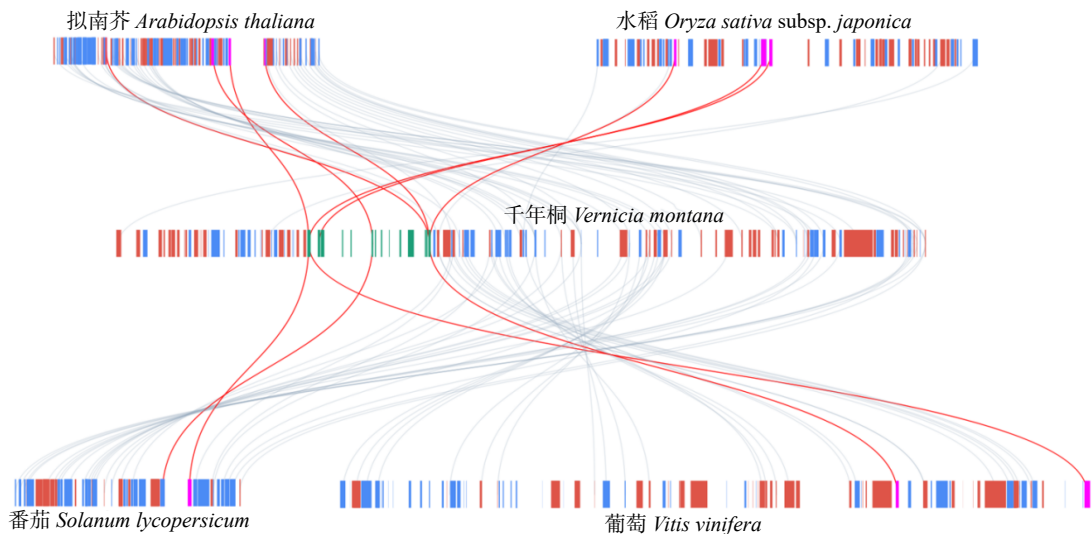 拟南芥 Arabidopsis thaliana
水稻 Oryza sativa subsp. japonica
千年桐 Vernicia montana
番茄 Solanum lycopersicum
葡萄 Vitis vinifera